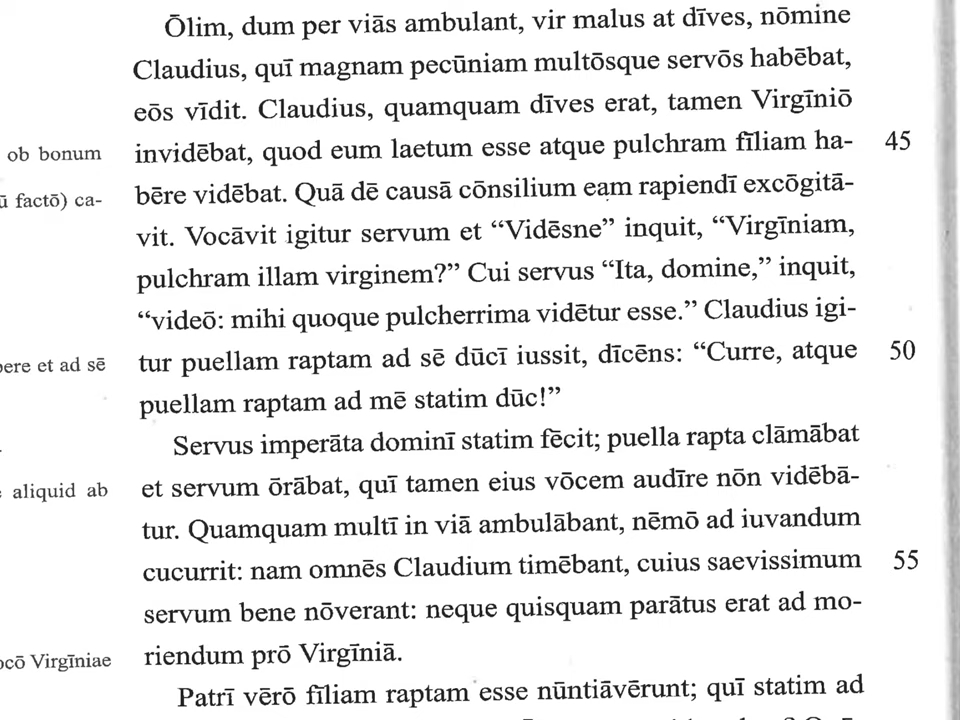 Ōlim, dum per viās ambulant, vir malus at dīves, nōmine
Claudius, quī magnam pecūniam multōsque servōs habēbat,
eōs vīdit. Claudius, quamquam dīves erat, tamen Virgīniō
ob bonum
invidēbat, quod eum laetum esse atque pulchram fīliam ha-
45
ū factō) ca-
bēre vidēbat. Quā dē causā cōnsilium eam rapiendī excōgitā-
vit. Vocāvit igitur servum et “Vidēsne” inquit, “Virgīniam,
pulchram illam virginem?” Cui servus “Ita, domine,” inquit,
“videō: mihi quoque pulcherrima vidētur esse.” Claudius igi-
pere et ad sē
tur puellam raptam ad sē dūcī iussit, dīcēns: “Curre, atque
50
puellam raptam ad mē statim dūc!”
Servus imperāta dominī statim fēcit; puella rapta clāmābat
aliquid ab
et servum ōrābat, quī tamen eius vōcem audīre nōn vidēbā-
tur. Quamquam multī in viā ambulābant, nēmō ad iuvandum
cucurrit: nam omnēs Claudium timēbant, cuius saevissimum
55
servum bene nōverant: neque quisquam parātus erat ad mo-
ocō Virgīniae
riendum prō Virgīniā.
Patrī vērō fīliam raptam esse nūntiāvērunt; quī statim ad